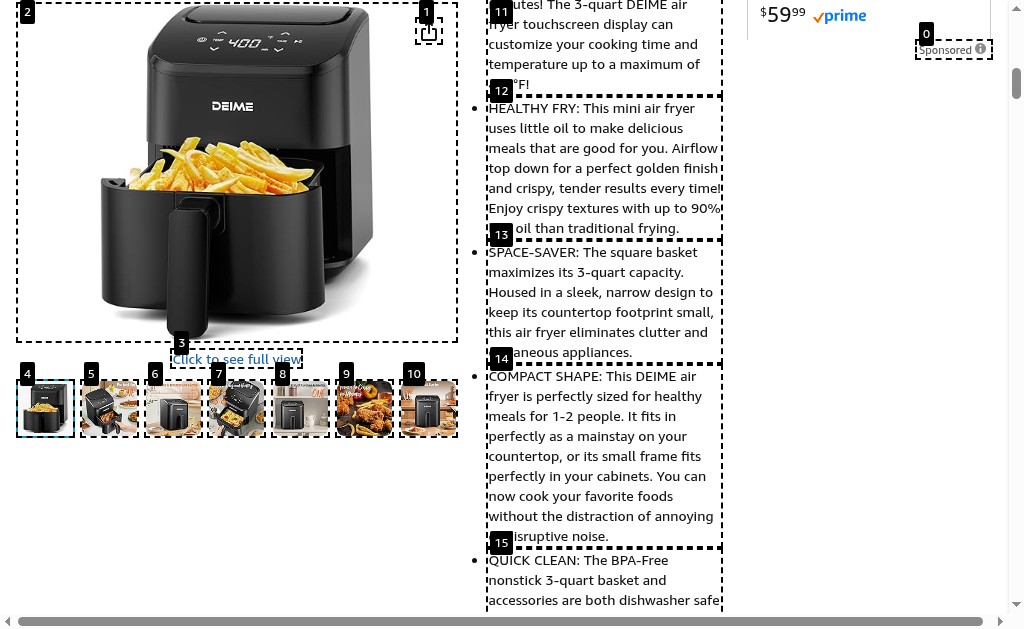 400
DEIME
Click to see full view
utes! The 3-quart DEIME air
fryer touchscreen display can
customize your cooking time and
temperature up to a maximum of
°F!
HEALTHY FRY: This mini air fryer
uses little oil to make delicious
meals that are good for you. Airflow
top down for a perfect golden finish
and crispy, tender results every time!
Enjoy crispy textures with up to 90%
oil than traditional frying.
SPACE-SAVER: The square basket
maximizes its 3-quart capacity.
Housed in a sleek, narrow design to
keep its countertop footprint small,
this air fryer eliminates clutter and
aneous appliances.
COMPACT SHAPE: This DEIME air
fryer is perfectly sized for healthy
meals for 1-2 people. It fits in
perfectly as a mainstay on your
countertop, or its small frame fits
perfectly in your cabinets. You can
now cook your favorite foods
without the distraction of annoying
isruptive noise.
QUICK CLEAN: The BPA-Free
nonstick 3-quart basket and
accessories are both dishwasher safe
$59 99 prime
Sponsored
0
1
2
3
4
5
6
7
8
9
10
11
12
13
14
15